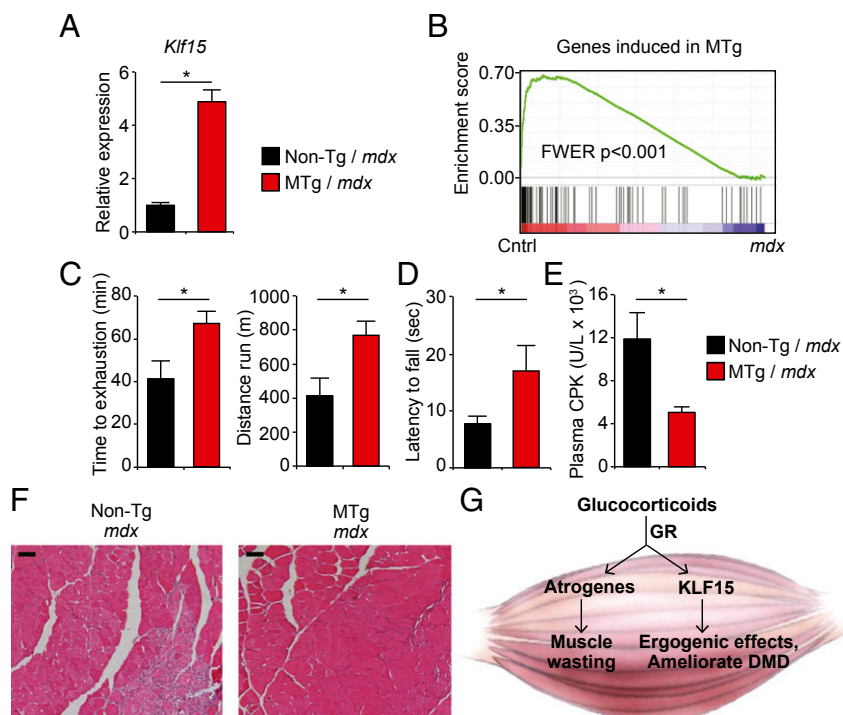 A
Klf15
Relative expression
6
4
2
0
*
Non-Tg / mdx
MTg / mdx
B
Genes induced in MTg
Enrichment score
0.70
0.35
0.00
FWER p<0.001
Cntrl
mdx
C
Time to exhaustion (min)
80
60
40
20
0
*
Distance run (m)
1000
800
600
400
200
0
*
D
Latency to fall (sec)
30
20
10
0
*
E
Plasma CPK (U/L x 10³)
16
12
8
4
0
*
Non-Tg / mdx
MTg / mdx
F
Non-Tg
mdx
MTg
mdx
G
Glucocorticoids
GR
Atrogenes
KLF15
Muscle
wasting
Ergogenic effects,
Ameliorate DMD